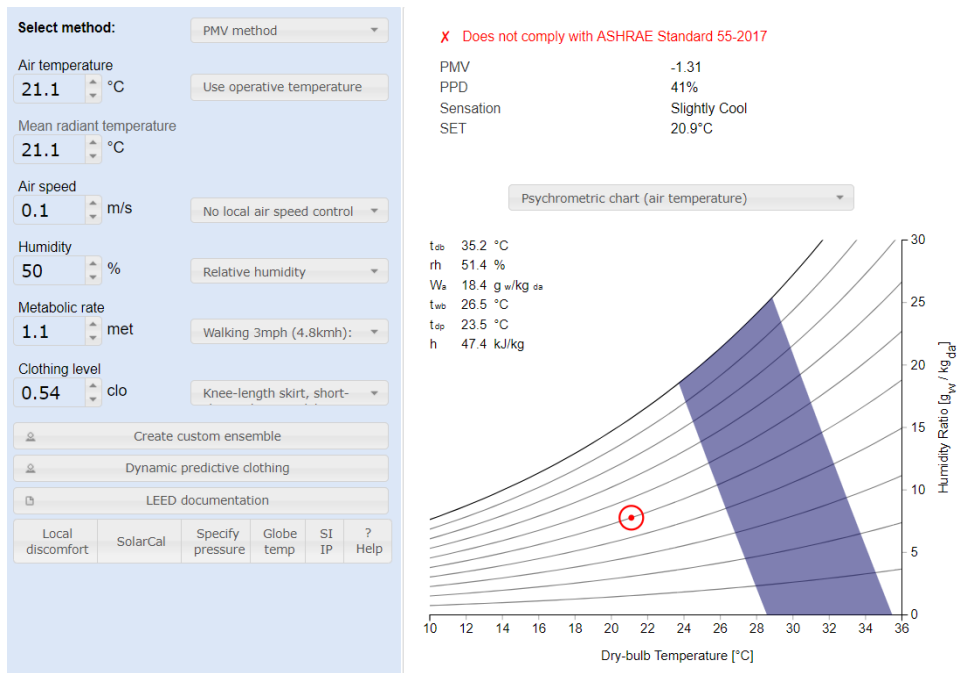 Select method:
PMV method
Air temperature
21.1 °C
Use operative temperature
Mean radiant temperature
21.1 °C
Air speed
0.1 m/s
No local air speed control
Humidity
50 %
Relative humidity
Metabolic rate
1.1 met
Walking 3mph (4.8kmh):
Clothing level
0.54 clo
Knee-length skirt, short-
Create custom ensemble
Dynamic predictive clothing
LEED documentation
Local discomfort
SolarCal
Specify pressure
Globe temp
SI IP
? Help
✗ Does not comply with ASHRAE Standard 55-2017
PMV -1.31
PPD 41%
Sensation Slightly Cool
SET 20.9°C
Psychrometric chart (air temperature)
tdb 35.2 °C
rh 51.4 %
Wa 18.4 g w/kg da
twb 26.5 °C
tdp 23.5 °C
h 47.4 kJ/kg
30
25
20
15
10
5
0
Humidity Ratio [gw / kgda]
10 12 14 16 18 20 22 24 26 28 30 32 34 36
Dry-bulb Temperature [°C]